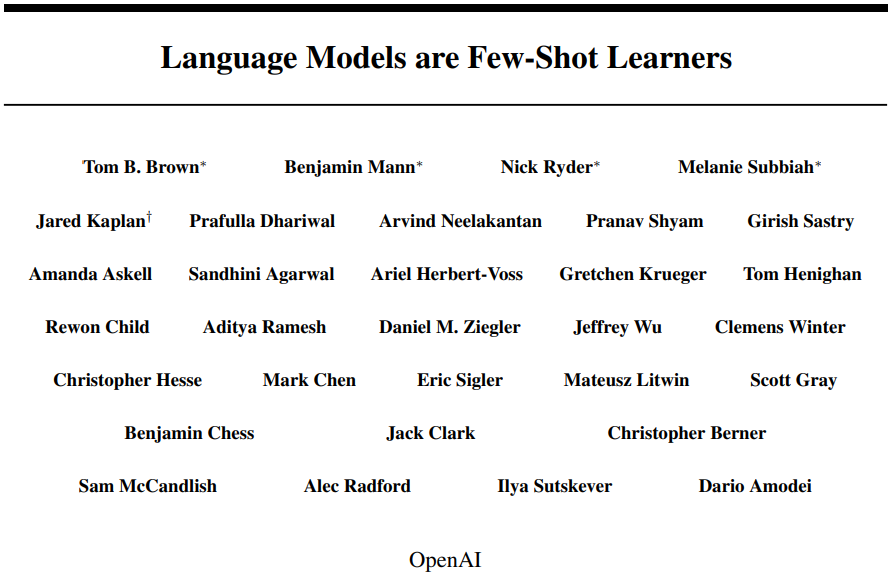 Language Models are Few-Shot Learners
Tom B. Brown* Benjamin Mann* Nick Ryder* Melanie Subbiah*
Jared Kaplan† Prafulla Dhariwal Arvind Neelakantan Pranav Shyam Girish Sastry
Amanda Askell Sandhini Agarwal Ariel Herbert-Voss Gretchen Krueger Tom Henighan
Rewon Child Aditya Ramesh Daniel M. Ziegler Jeffrey Wu Clemens Winter
Christopher Hesse Mark Chen Eric Sigler Mateusz Litwin Scott Gray
Benjamin Chess Jack Clark Christopher Berner
Sam McCandlish Alec Radford Ilya Sutskever Dario Amodei
OpenAI